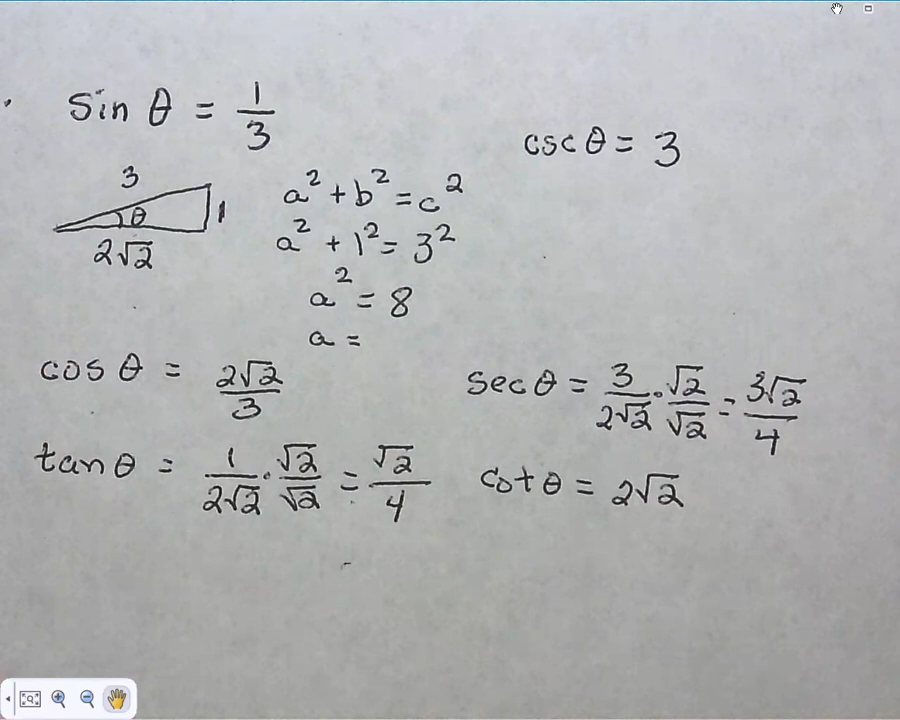 sin θ = 1/3
csc θ = 3
3
θ
1
2√2
a² + b² = c²
a² + 1² = 3²
a² = 8
a =
cos θ = 2√2/3
sec θ = 3/2√2 · √2/√2 = 3√2/4
tan θ = 1/2√2 · √2/√2 = √2/4
cot θ = 2√2